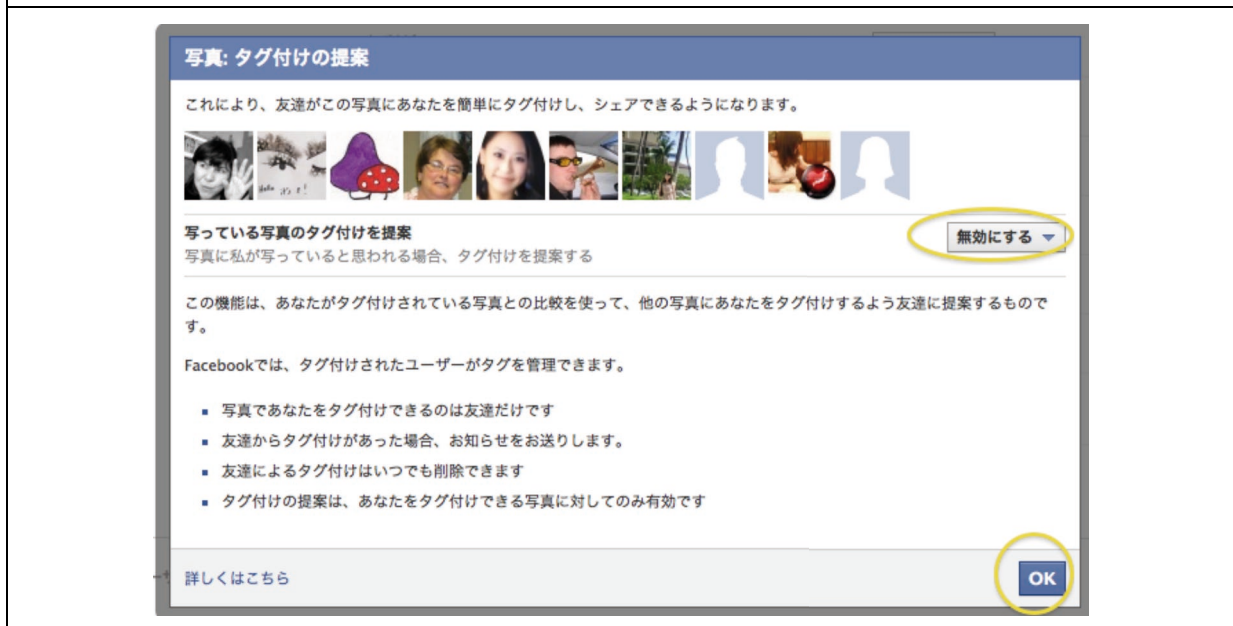 写真: タグ付けの提案
これにより、友達がこの写真にあなたを簡単にタグ付けし、シェアできるようになります。
写っている写真のタグ付けを提案
無効にする
写真に私が写っていると思われる場合、タグ付けを提案する
この機能は、あなたがタグ付けされている写真との比較を使って、他の写真にあなたをタグ付けするよう友達に提案するもので
す。
Facebookでは、タグ付けされたユーザーがタグを管理できます。
写真であなたをタグ付けできるのは友達だけです
友達からタグ付けがあった場合、お知らせをお送りします。
友達によるタグ付けはいつでも削除できます
タグ付けの提案は、あなたをタグ付けできる写真に対してのみ有効です
詳しくはこちら
OK